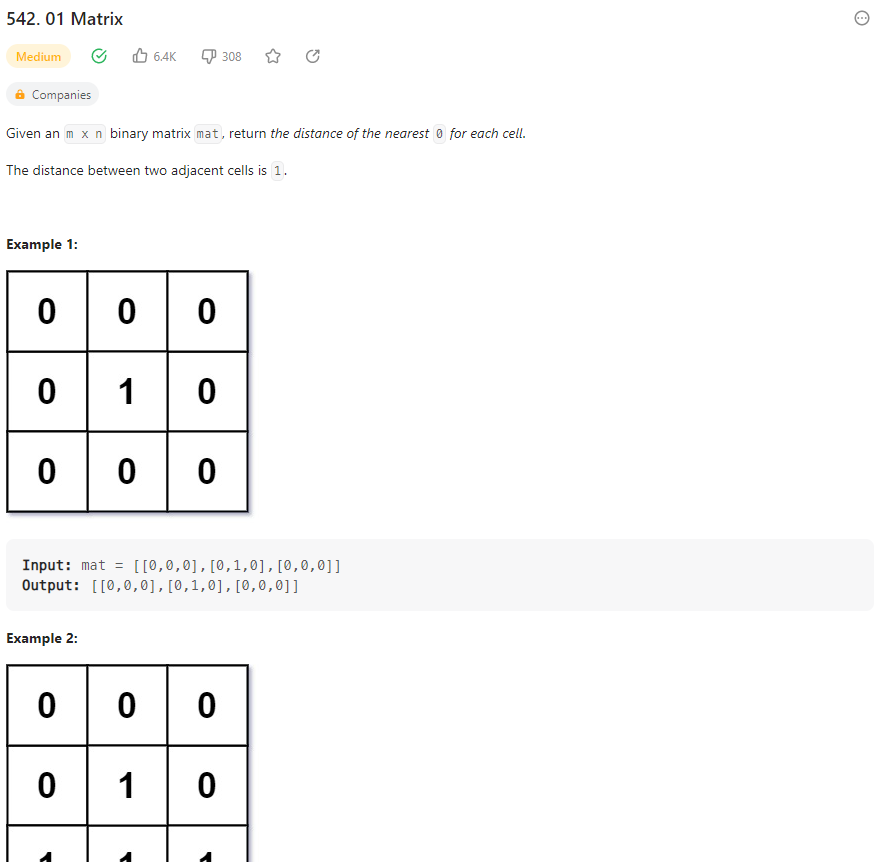 542. 01 Matrix
Medium 6.4K 308
Companies
Given an m x n binary matrix mat, return the distance of the nearest 0 for each cell.
The distance between two adjacent cells is 1.
Example 1:
0 0 0
0 1 0
0 0 0
Input: mat = [[0,0,0],[0,1,0],[0,0,0]]
Output: [[0,0,0],[0,1,0],[0,0,0]]
Example 2:
0 0 0
0 1 0
1 1 1